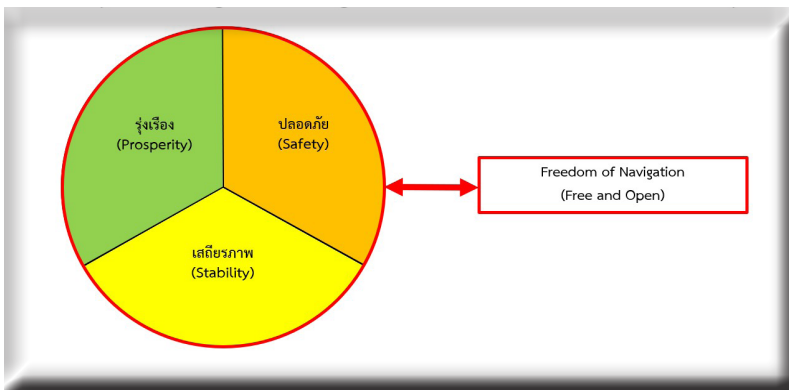 รุ่งเรือง
(Prosperity)
ปลอดภัย
(Safety)
เสถียรภาพ
(Stability)
Freedom of Navigation
(Free and Open)